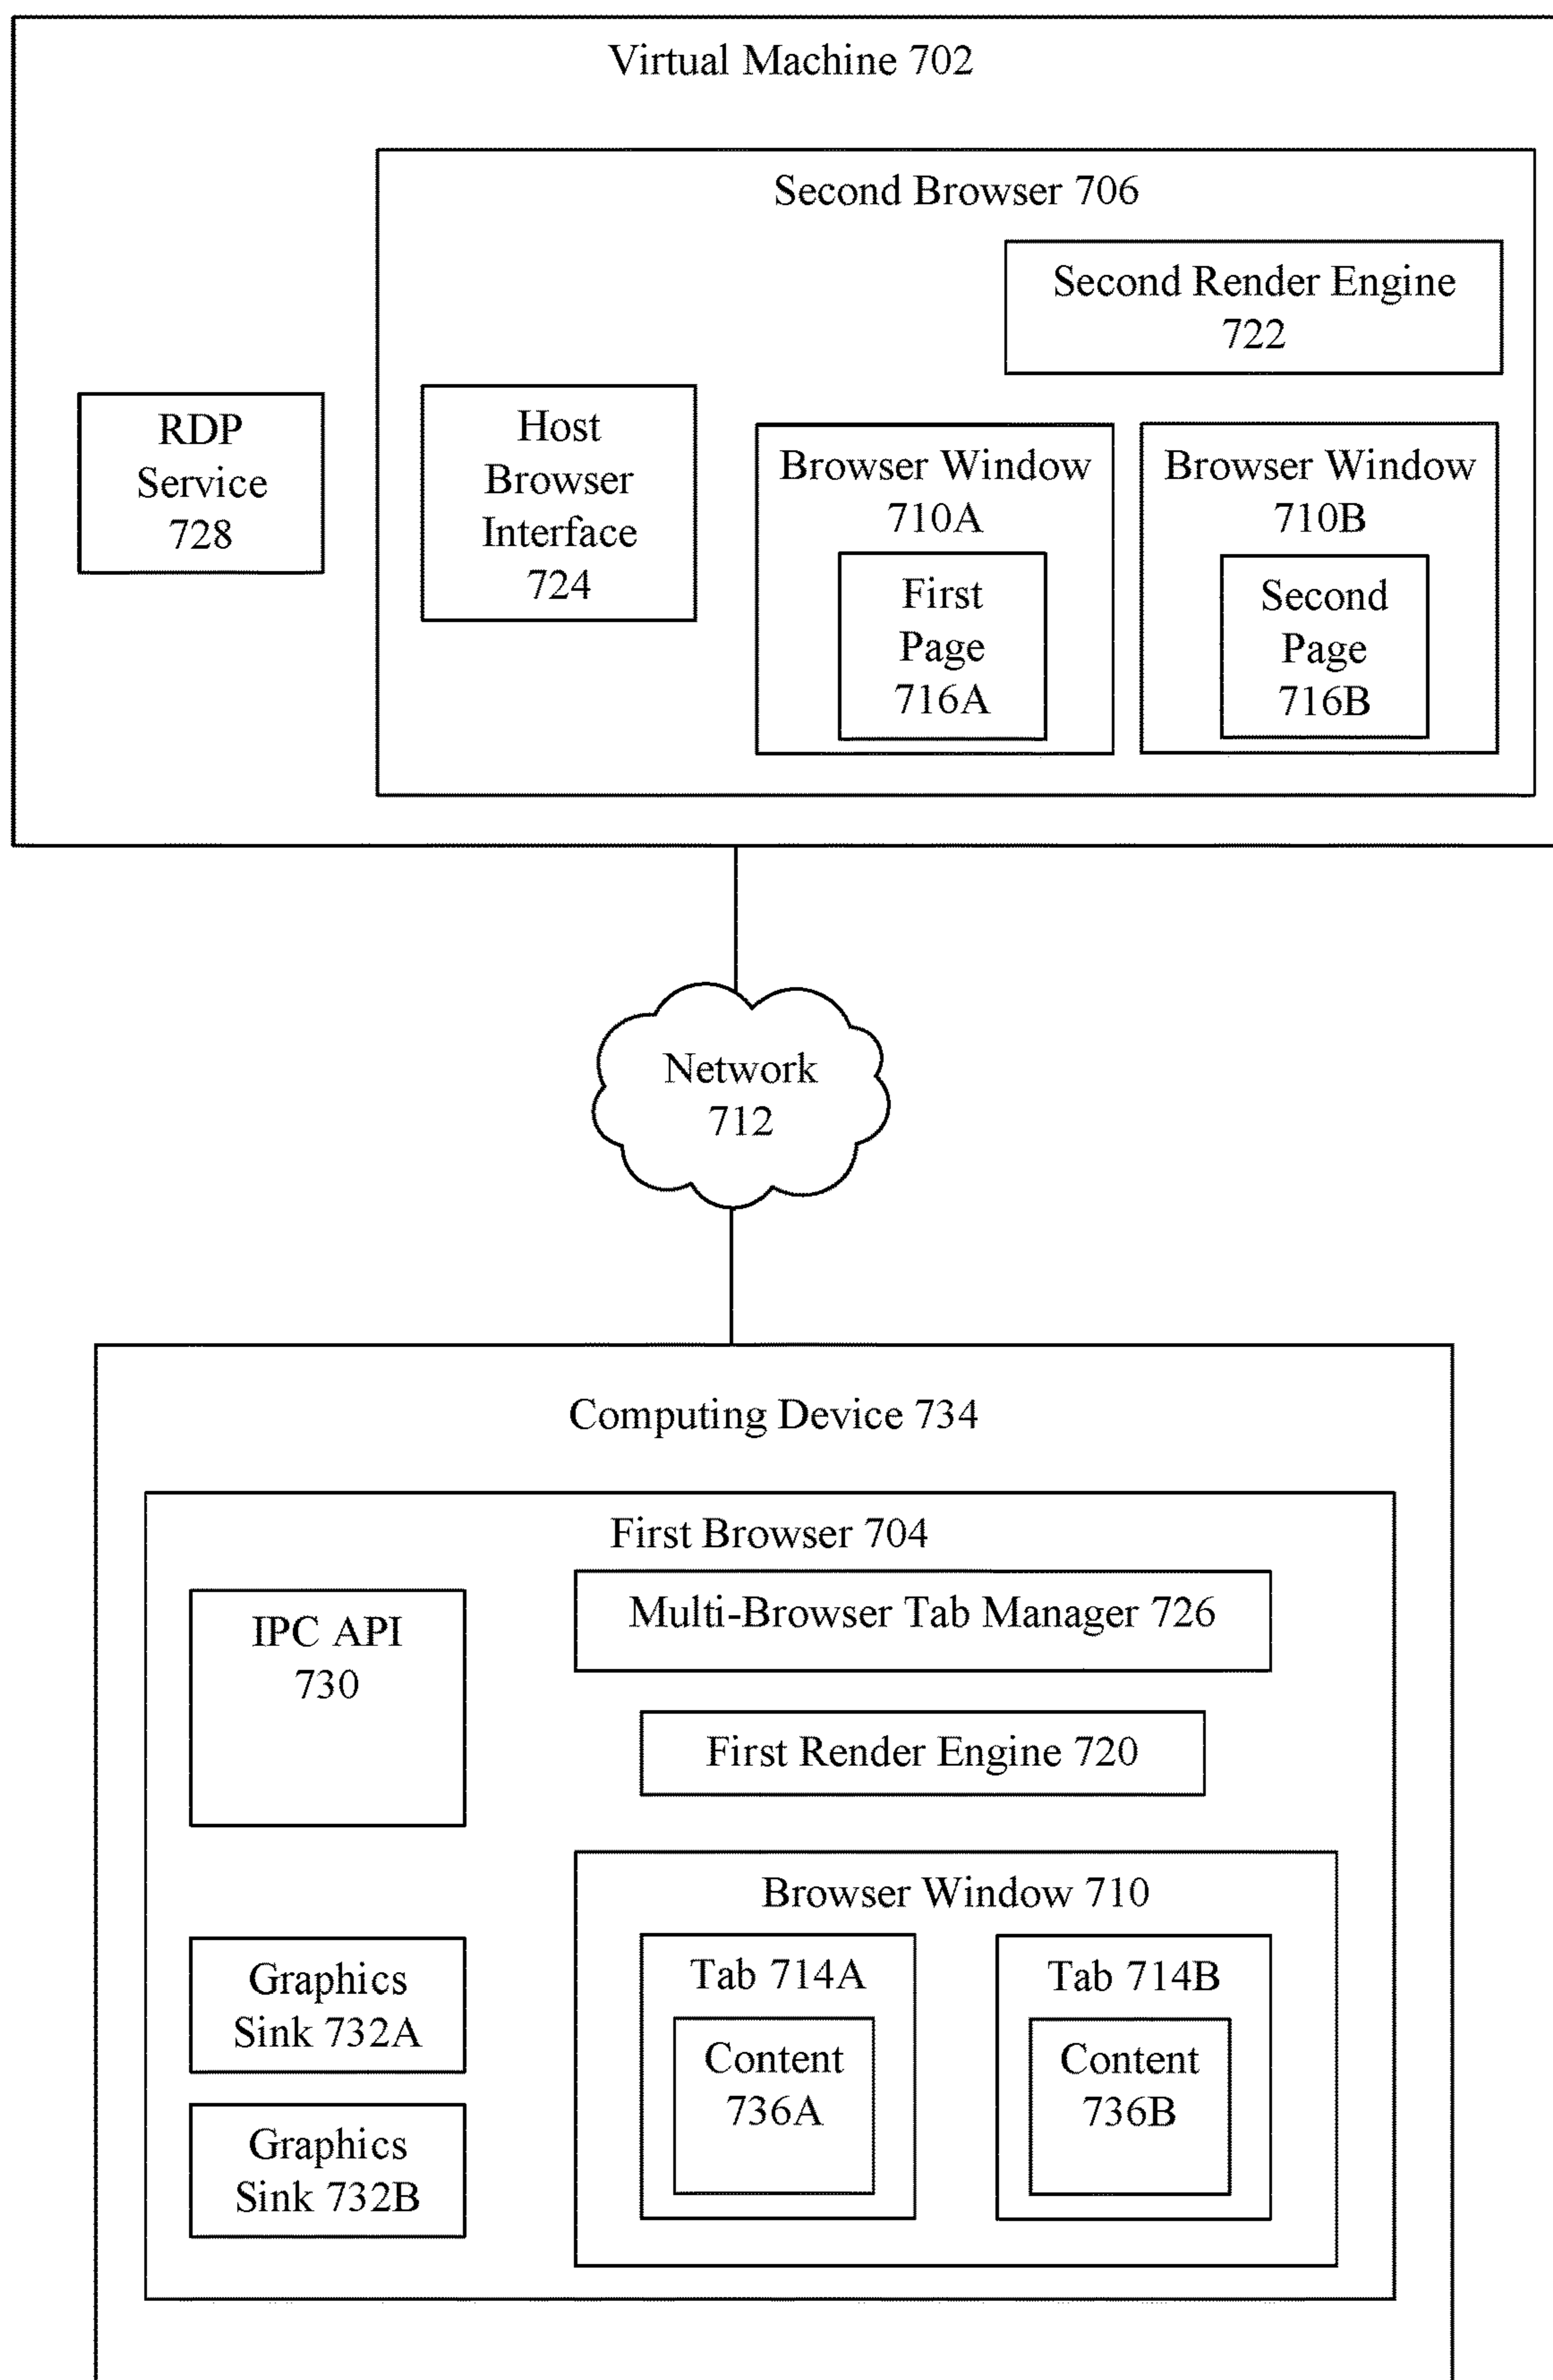 Virtual Machine 702
Second Browser 706
Second Render Engine
722
RDP
Service
728
Host
Browser
Interface
724
Browser Window
710A
First
Page
716A
Browser Window
710B
Second
Page
716B
Network
712
Computing Device 734
First Browser 704
IPC API
730
Multi-Browser Tab Manager 726
First Render Engine 720
Browser Window 710
Tab 714A
Content
736A
Tab 714B
Content
736B
Graphics
Sink 732A
Graphics
Sink 732B